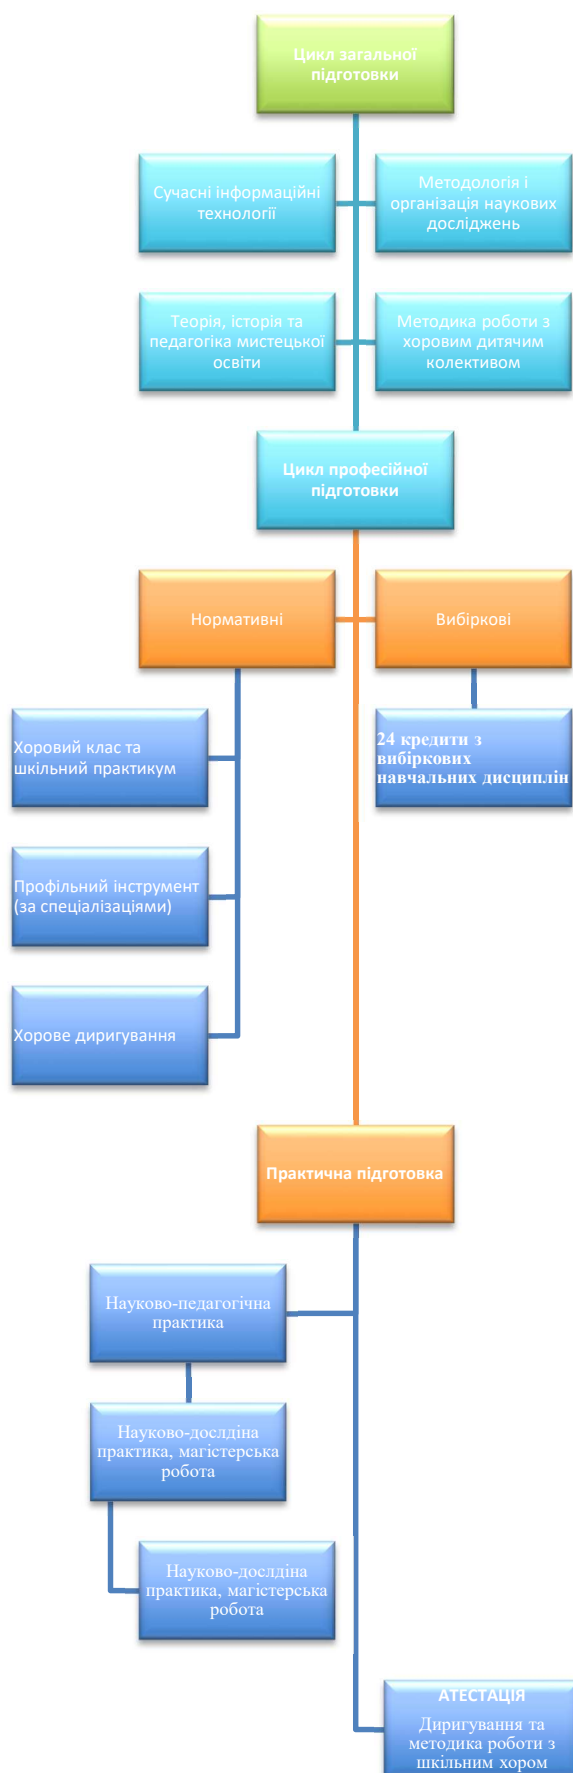 Цикл загальної
підготовки
Сучасні інформаційні
технології
Методологія і
організація наукових
досліджень
Теорія, історія та
педагогіка мистецької
освіти
Методика роботи з
хоровим дитячим
колективом
Цикл професійної
підготовки
Нормативні
Вибіркові
Хоровий клас та
шкільний практикум
24 кредити з
вибіркових
навчальних дисциплін
Профільний інструмент
(за спеціалізаціями)
Хорове диригування
Практична підготовка
Науково-педагогічна
практика
Науково-дослдіна
практика, магістерська
робота
Науково-дослдіна
практика, магістерська
робота
АТЕСТАЦІЯ
Диригування та
методика роботи з
шкільним хором